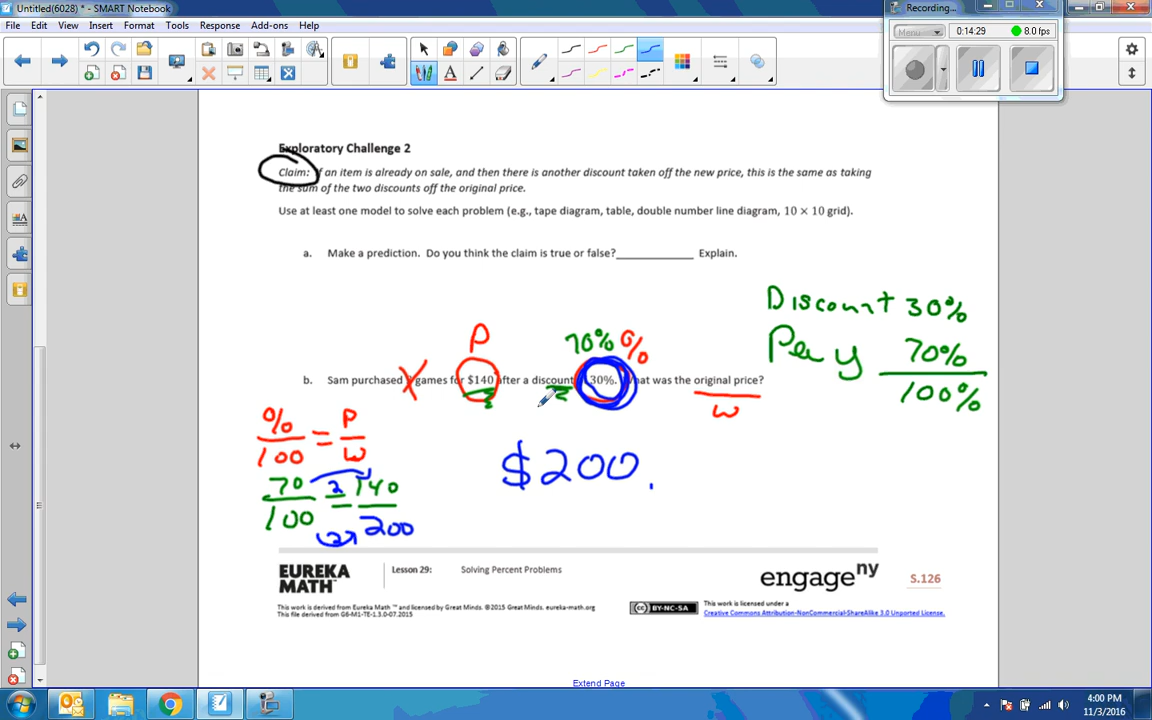 Untitled(6028) * - SMART Notebook
Recording...
File Edit View Insert Format Tools Response Add-ons Help
Menu 0:14:29 8.0 fps
Exploratory Challenge 2
Claim: If an item is already on sale, and then there is another discount taken off the new price, this is the same as taking
the sum of the two discounts off the original price.
Use at least one model to solve each problem (e.g., tape diagram, table, double number line diagram, 10 × 10 grid).
a. Make a prediction. Do you think the claim is true or false?____________ Explain.
Discount 30%
Pay 70%
100%
P 70% %
b. Sam purchased games for $140 after a discount 30%. What was the original price?
W
% = P
100 W
$200.
70 2 140
100 = 200
2
EUREKA MATH
Lesson 29: Solving Percent Problems
engageny
S.126
This work is derived from Eureka Math ™ and licensed by Great Minds. ©2015 Great Minds. eureka-math.org
This file derived from G6-M1-TE-1.3.0-07.2015
BY-NC-SA
This work is licensed under a
Creative Commons Attribution-NonCommercial-ShareAlike 3.0 Unported License.
Extend Page
4:00 PM
11/3/2016